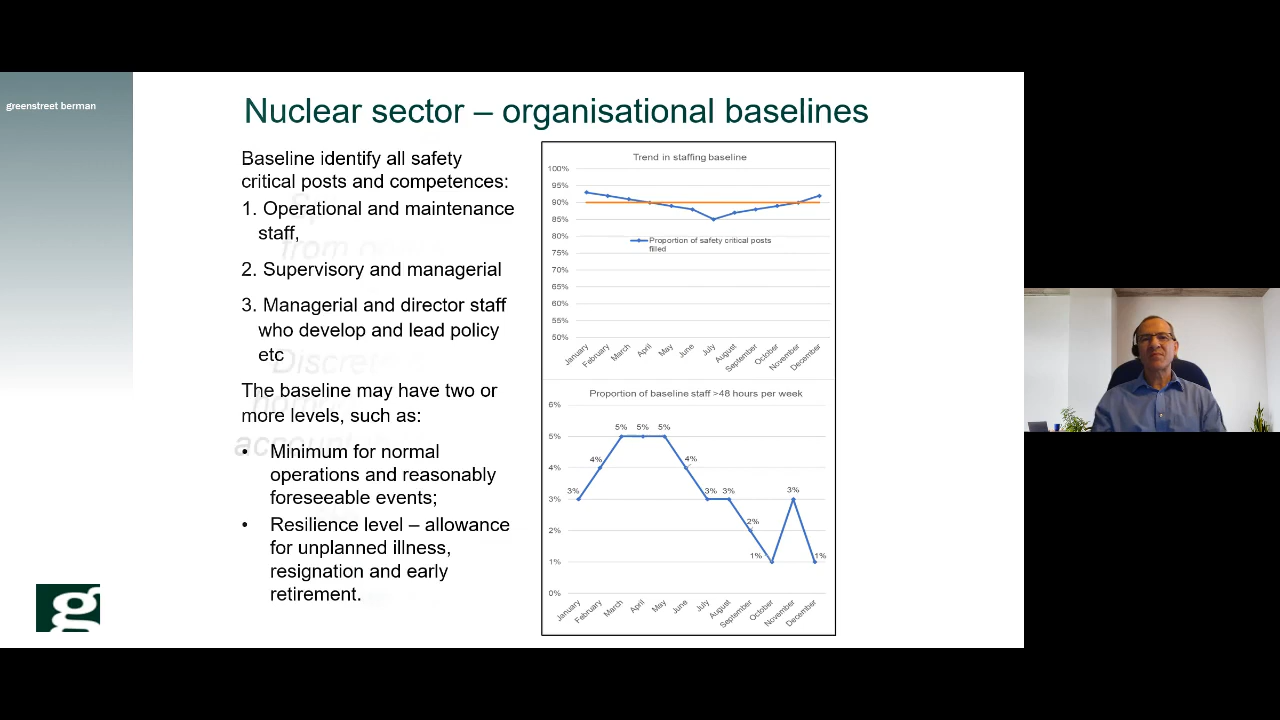 greenstreet berman
Nuclear sector – organisational baselines
Baseline identify all safety
critical posts and competences:
1. Operational and maintenance
staff,
2. Supervisory and managerial
3. Managerial and director staff
who develop and lead policy
etc
The baseline may have two or
more levels, such as:
• Minimum for normal
operations and reasonably
foreseeable events;
• Resilience level – allowance
for unplanned illness,
resignation and early
retirement.
Trend in staffing baseline
100%
95%
90%
85%
80%
75%
70%
65%
60%
55%
50%
Proportion of safety critical posts
filled
January
February
March
April
May
June
July
August
September
October
November
December
Proportion of baseline staff >48 hours per week
6%
5%
4%
3%
2%
1%
0%
3%
4%
5%
5%
5%
4%
3%
3%
2%
1%
3%
1%
January
February
March
April
May
June
July
August
September
October
November
December
g